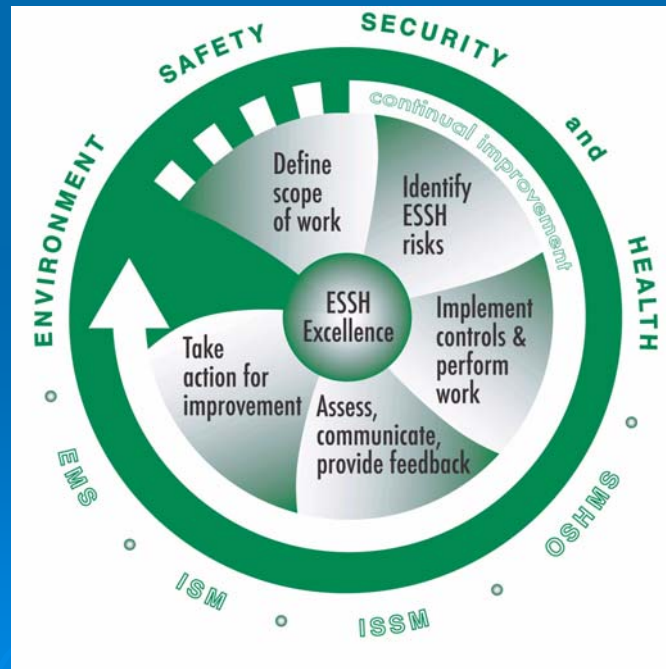 ENVIRONMENT SAFETY SECURITY and HEALTH
continual improvement
Define
scope
of work
Identify
ESSH
risks
Implement
controls &
perform
work
Assess,
communicate,
provide feedback
Take
action for
improvement
ESSH
Excellence
EMS
ISM
ISSM
OSHMS